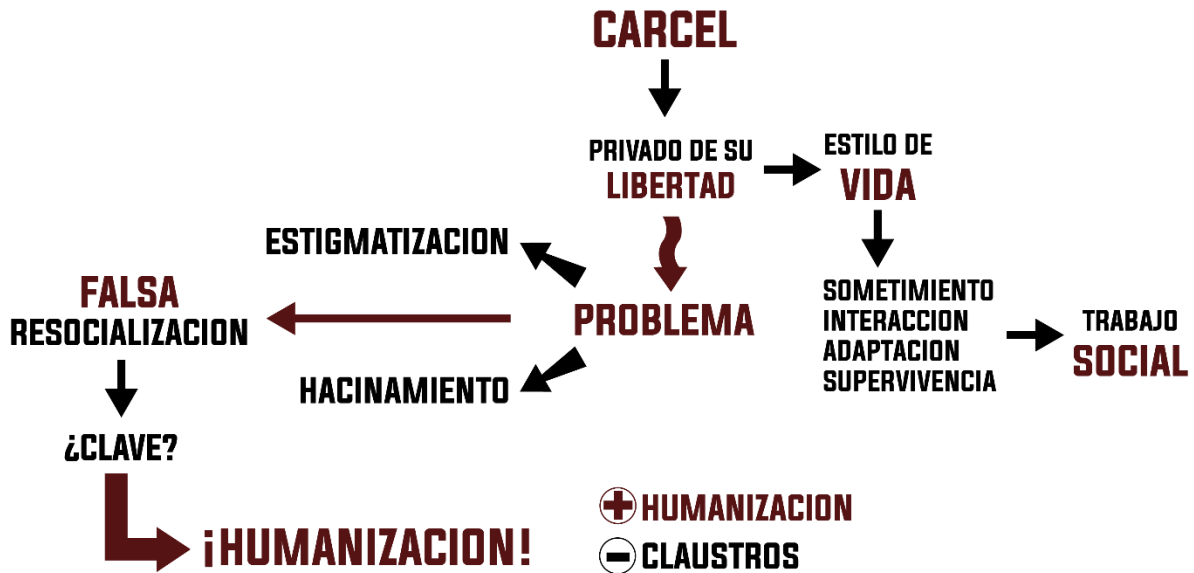 CARCEL
PRIVADO DE SU
LIBERTAD
ESTILO DE
VIDA
ESTIGMATIZACION
FALSA
RESOCIALIZACION
PROBLEMA
SOMETIMIENTO
INTERACCION
ADAPTACION
SUPERVIVENCIA
TRABAJO
SOCIAL
HACINAMIENTO
¿CLAVE?
¡HUMANIZACION!
+ HUMANIZACION
- CLAUSTROS